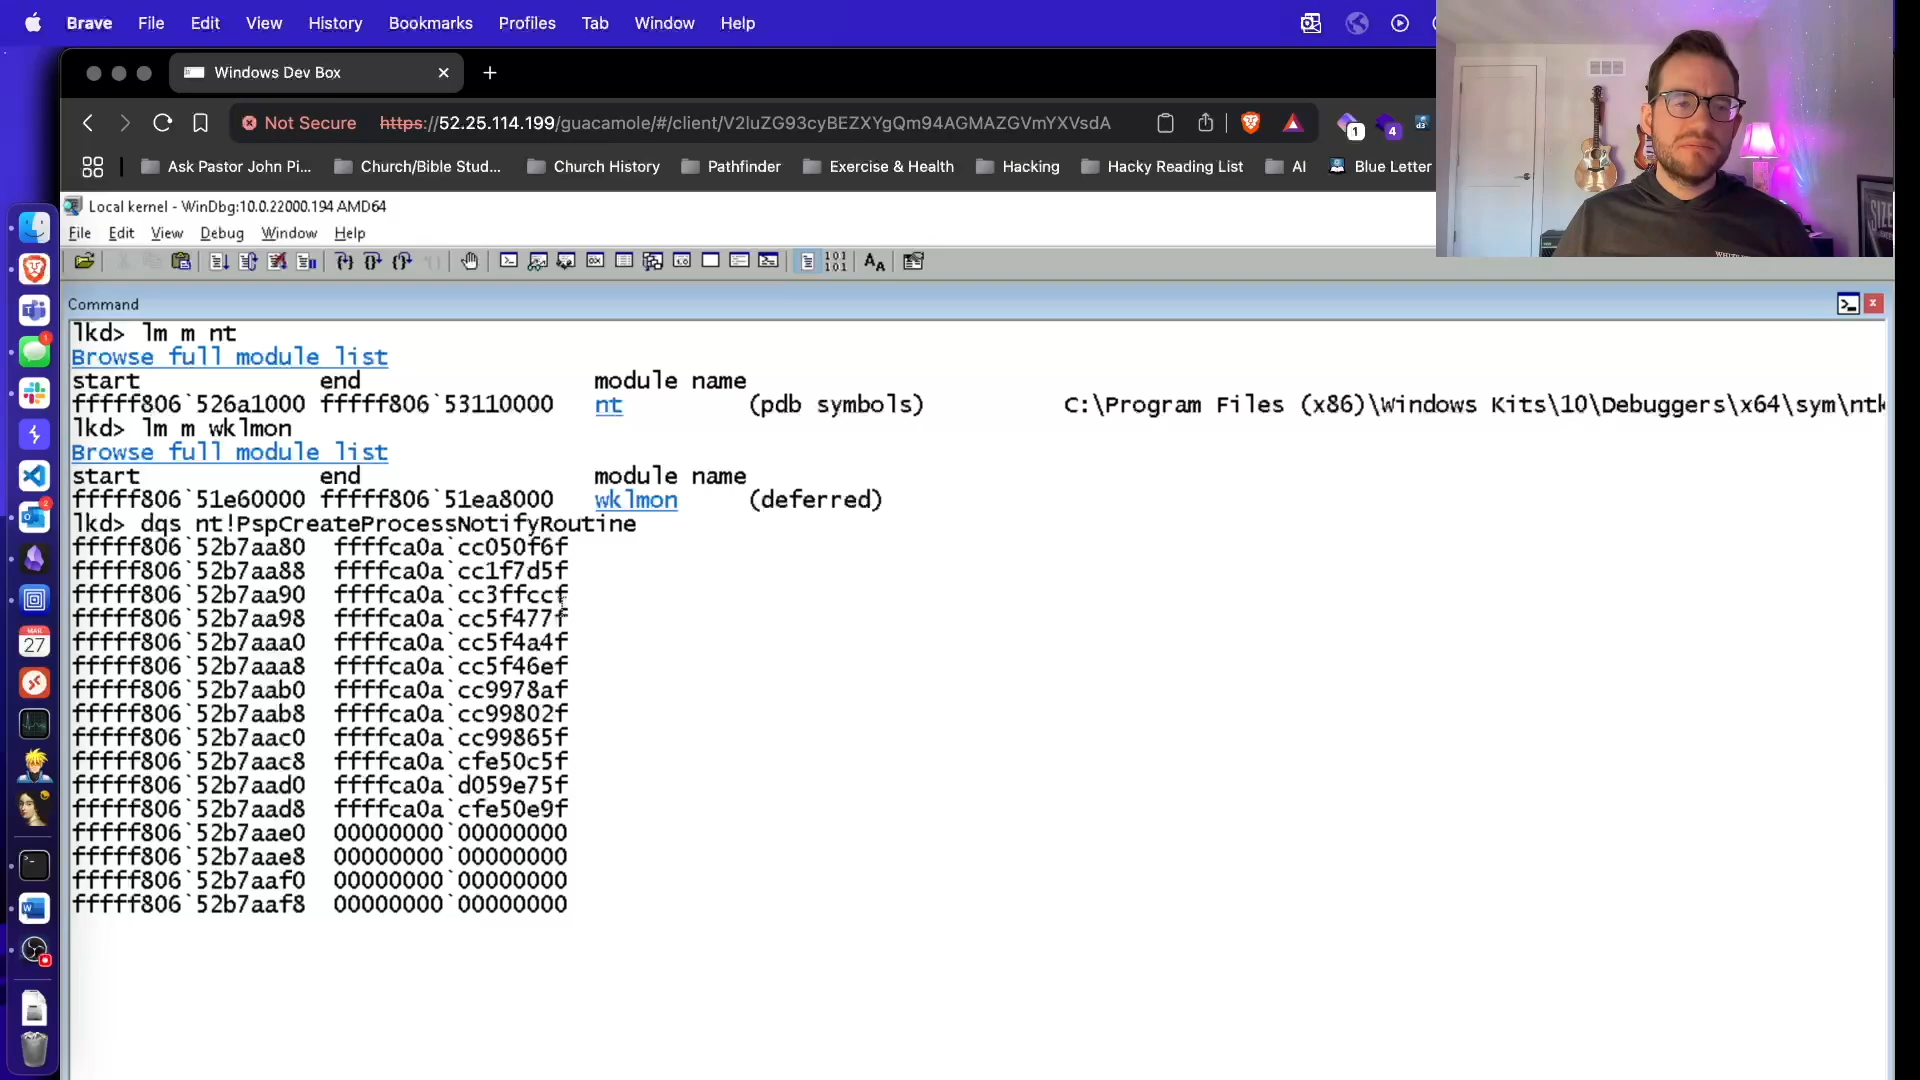 Brave File Edit View History Bookmarks Profiles Tab Window Help
Windows Dev Box
Not Secure https://52.25.114.199/guacamole/#/client/V2luZG93cyBEZXYgQm94AGMAZGVmYXVsdA
1 4 d3
Ask Pastor John Pi... Church/Bible Stud... Church History Pathfinder Exercise & Health Hacking Hacky Reading List AI Blue Letter
Local kernel - WinDbg:10.0.22000.194 AMD64
File Edit View Debug Window Help
Command
lkd> lm m nt
Browse full module list
start end module name
fffff806`526a1000 fffff806`53110000 nt (pdb symbols) C:\Program Files (x86)\Windows Kits\10\Debuggers\x64\sym\ntk
lkd> lm m wklmon
Browse full module list
start end module name
fffff806`51e60000 fffff806`51ea8000 wklmon (deferred)
lkd> dqs nt!PspCreateProcessNotifyRoutine
fffff806`52b7aa80 ffffca0a`cc050f6f
fffff806`52b7aa88 ffffca0a`cc1f7d5f
fffff806`52b7aa90 ffffca0a`cc3ffccf
fffff806`52b7aa98 ffffca0a`cc5f477f
fffff806`52b7aaa0 ffffca0a`cc5f4a4f
fffff806`52b7aaa8 ffffca0a`cc5f46ef
fffff806`52b7aab0 ffffca0a`cc9978af
fffff806`52b7aab8 ffffca0a`cc99802f
fffff806`52b7aac0 ffffca0a`cc99865f
fffff806`52b7aac8 ffffca0a`cfe50c5f
fffff806`52b7aad0 ffffca0a`d059e75f
fffff806`52b7aad8 ffffca0a`cfe50e9f
fffff806`52b7aae0 00000000`00000000
fffff806`52b7aae8 00000000`00000000
fffff806`52b7aaf0 00000000`00000000
fffff806`52b7aaf8 00000000`00000000
MAR
27